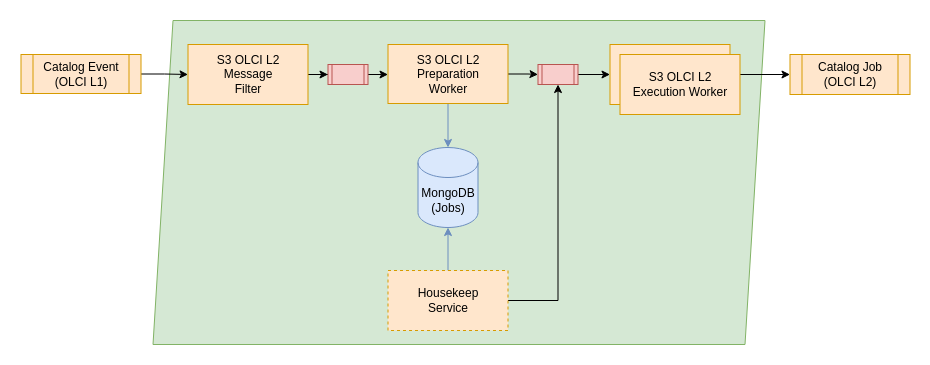 Catalog Event
(OLCI L1)
S3 OLCI L2
Message
Filter
S3 OLCI L2
Preparation
Worker
S3 OLCI L2
Execution Worker
Catalog Job
(OLCI L2)
MongoDB
(Jobs)
Housekeep
Service